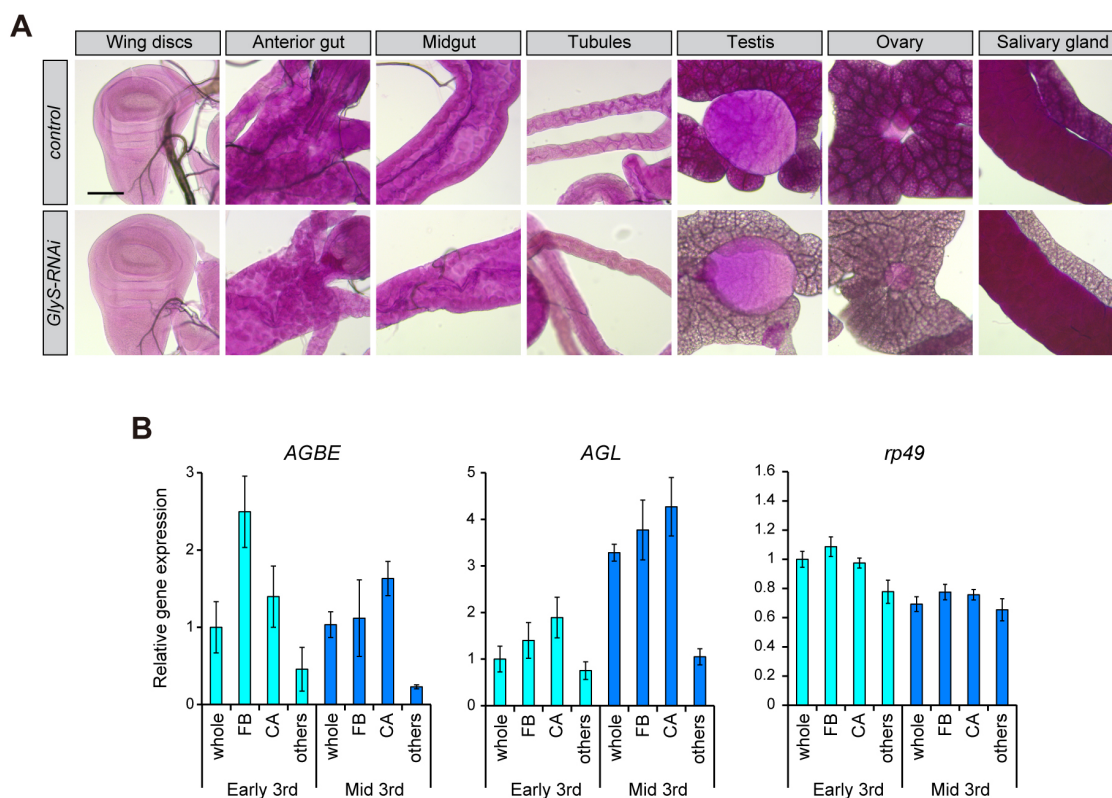 A
Wing discs Anterior gut Midgut Tubules Testis Ovary Salivary gland
control
GlyS-RNAi
B
AGBE AGL rp49
Relative gene expression
3
2
1
0
5
4
3
2
1
0
1.6
1.4
1.2
1
0.8
0.6
0.4
0.2
0
whole FB CA others whole FB CA others
Early 3rd Mid 3rd
whole FB CA others whole FB CA others
Early 3rd Mid 3rd
whole FB CA others whole FB CA others
Early 3rd Mid 3rd